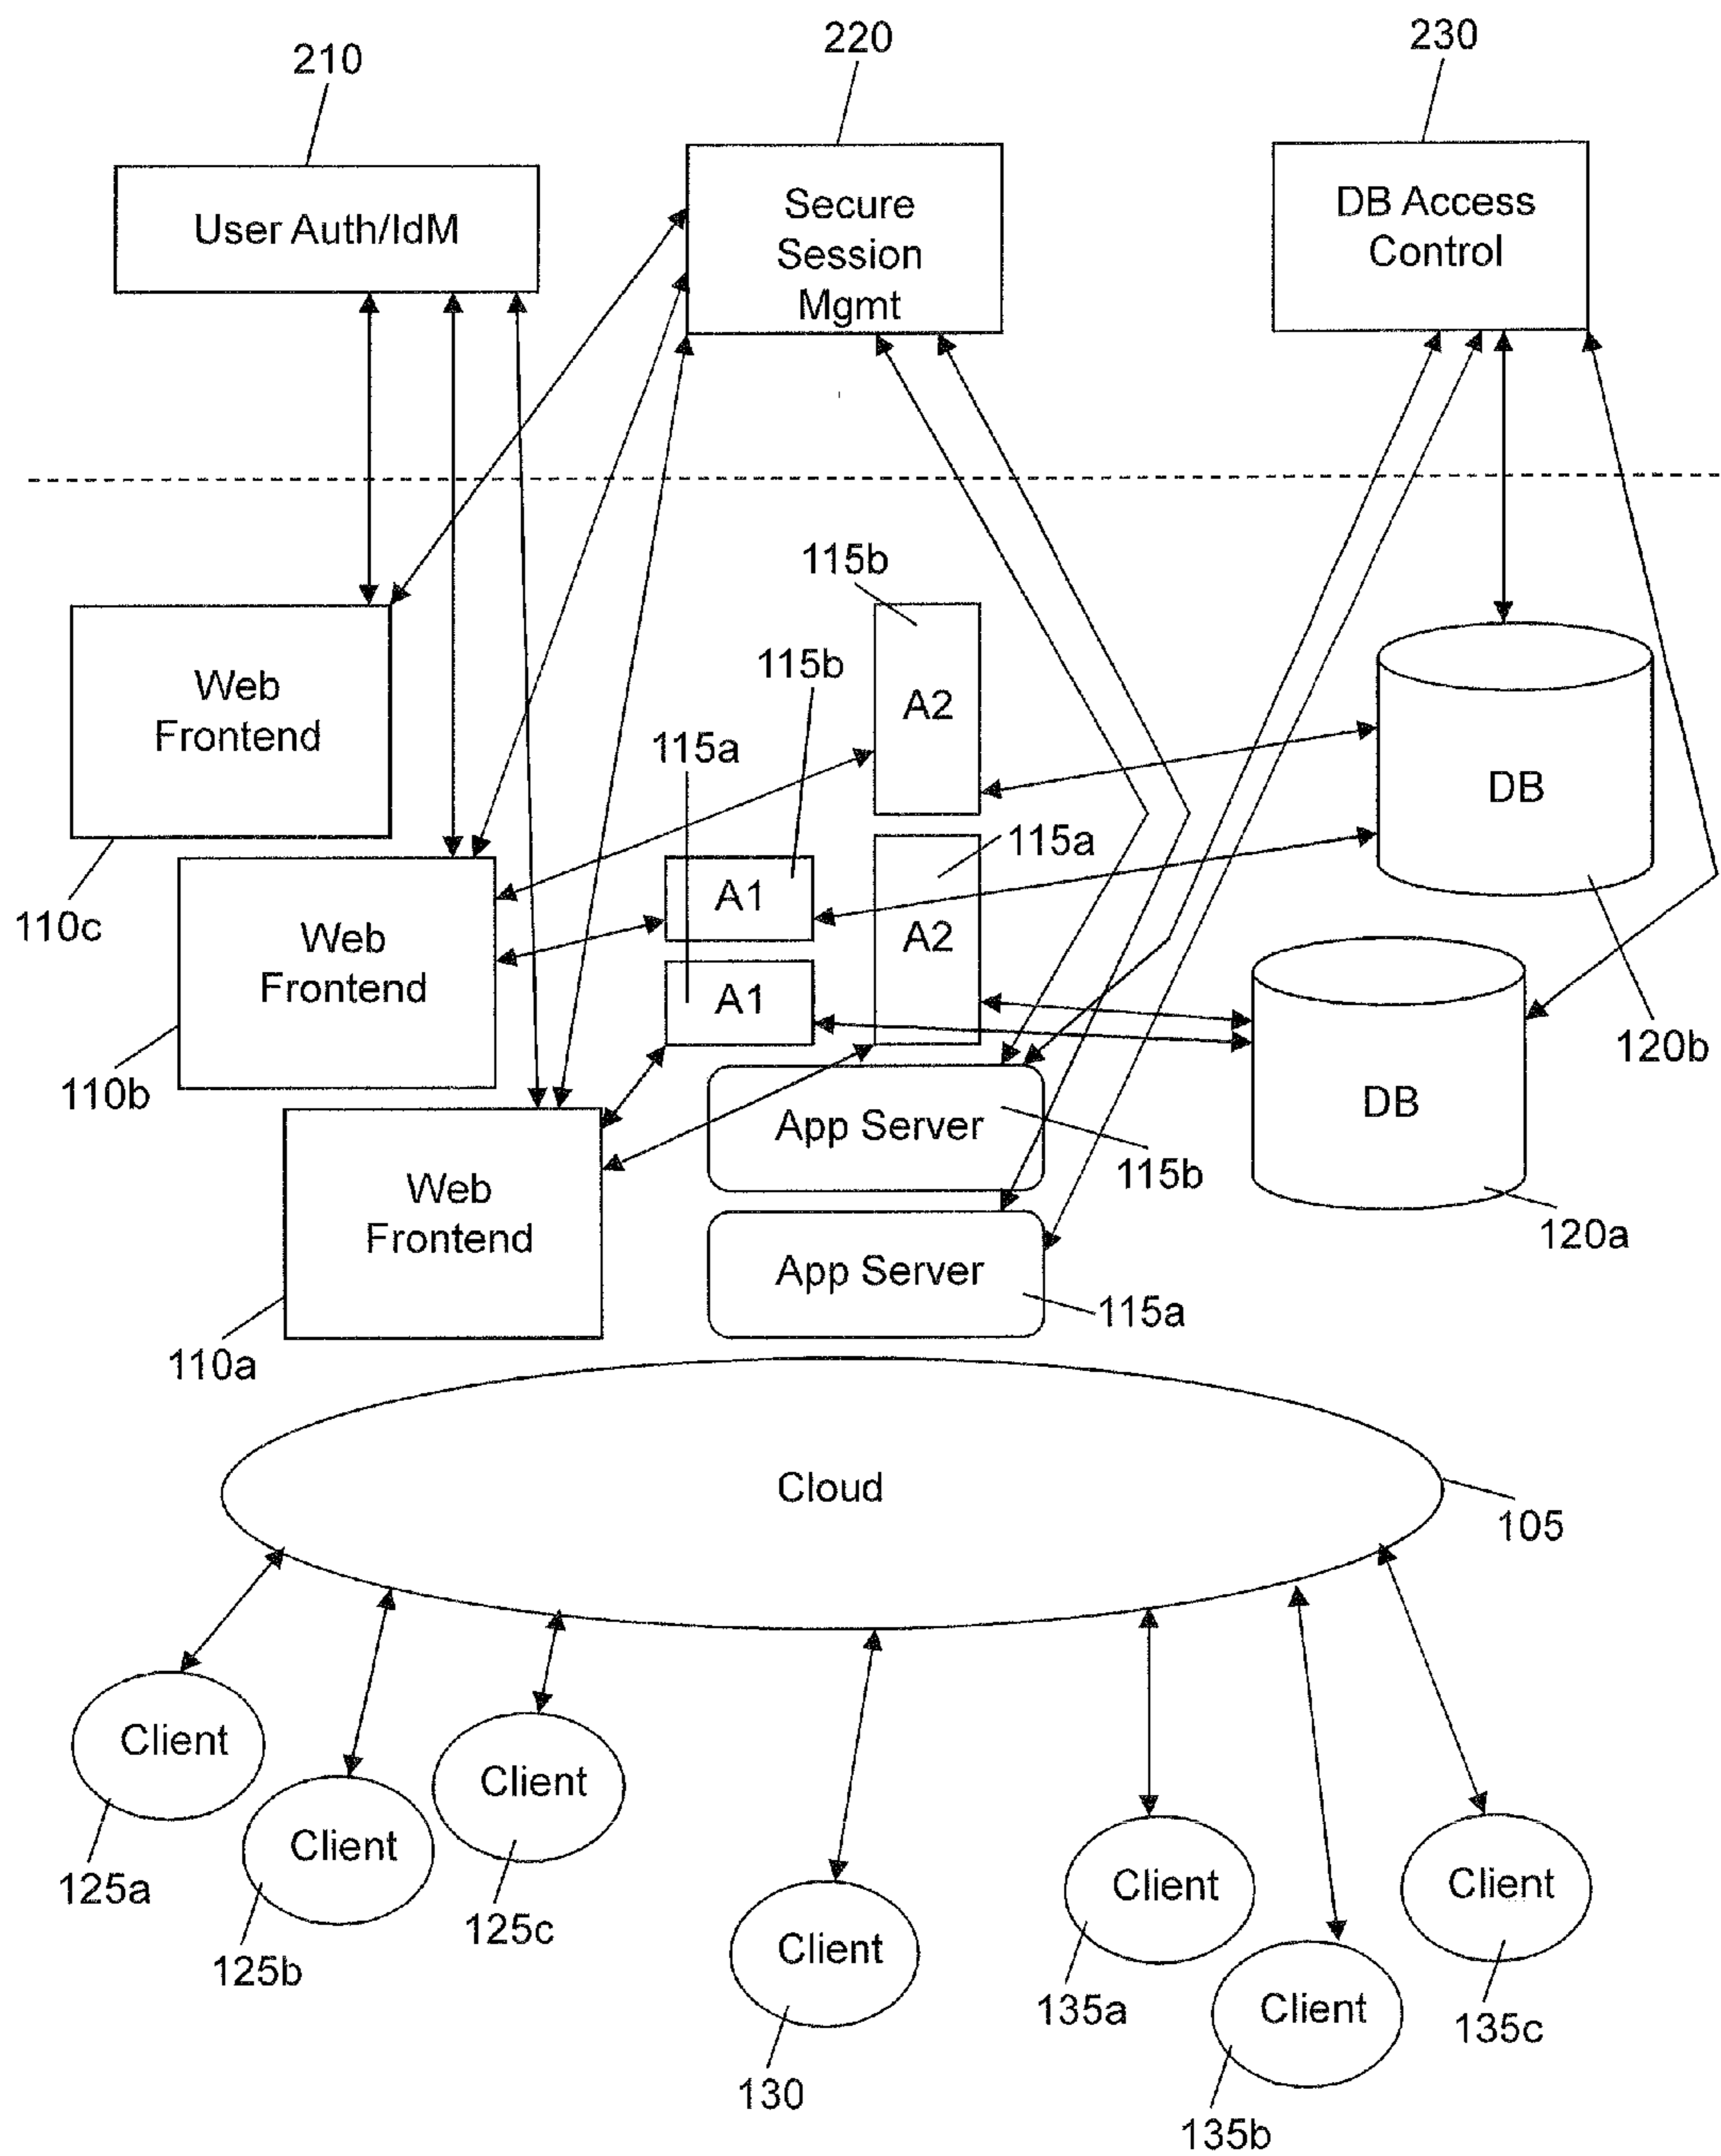 210
220
230
User Auth/IdM
Secure
Session
Mgmt
DB Access
Control
115b
115b
A2
Web
Frontend
115a
DB
115a
A1
110c
Web
Frontend
A2
A1
120b
110b
DB
App Server
115b
Web
Frontend
120a
App Server
115a
110a
Cloud
105
Client
Client
Client
125a
125b
125c
Client
130
Client
Client
Client
135a
135b
135c